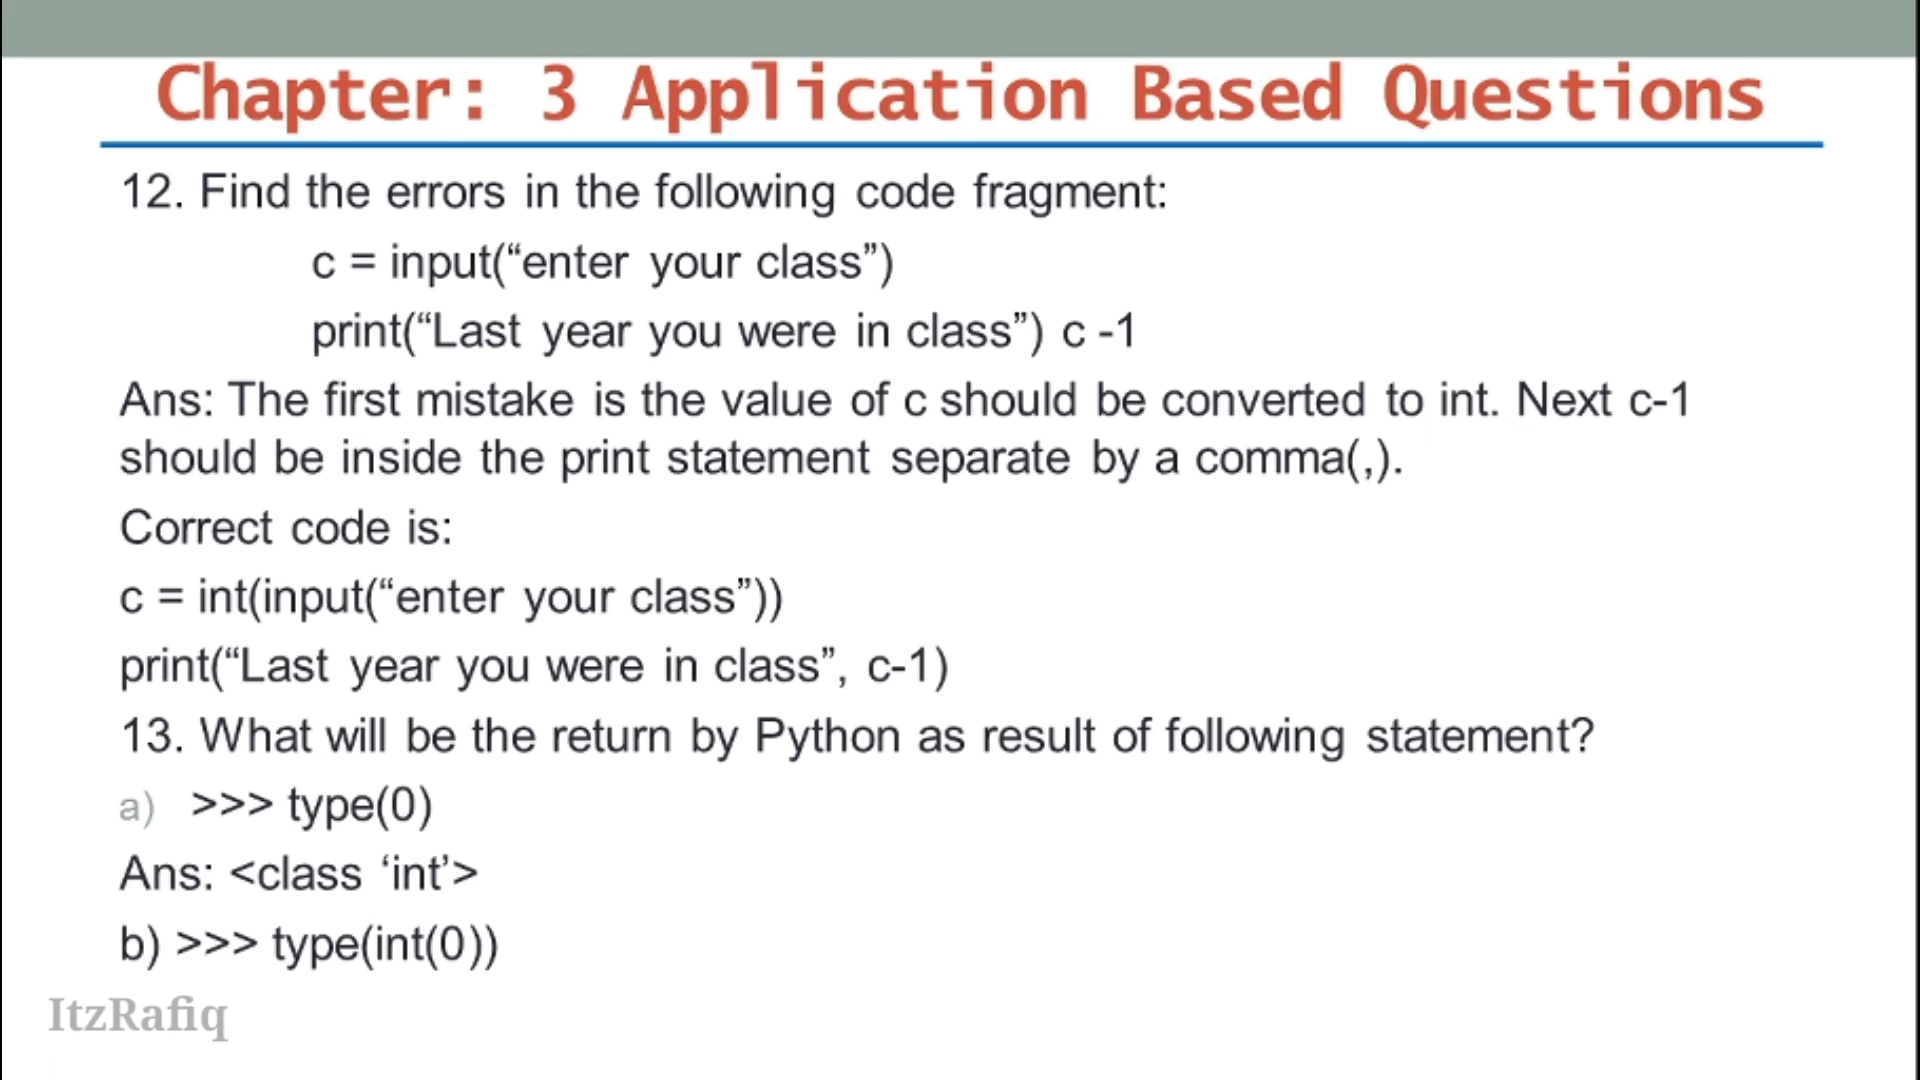 Chapter: 3 Application Based Questions
12. Find the errors in the following code fragment:
c = input(“enter your class”)
print(“Last year you were in class”) c -1
Ans: The first mistake is the value of c should be converted to int. Next c-1
should be inside the print statement separate by a comma(,).
Correct code is:
c = int(input(“enter your class”))
print(“Last year you were in class”, c-1)
13. What will be the return by Python as result of following statement?
a) >>> type(0)
Ans: <class ‘int’>
b) >>> type(int(0))
ItzRafiq